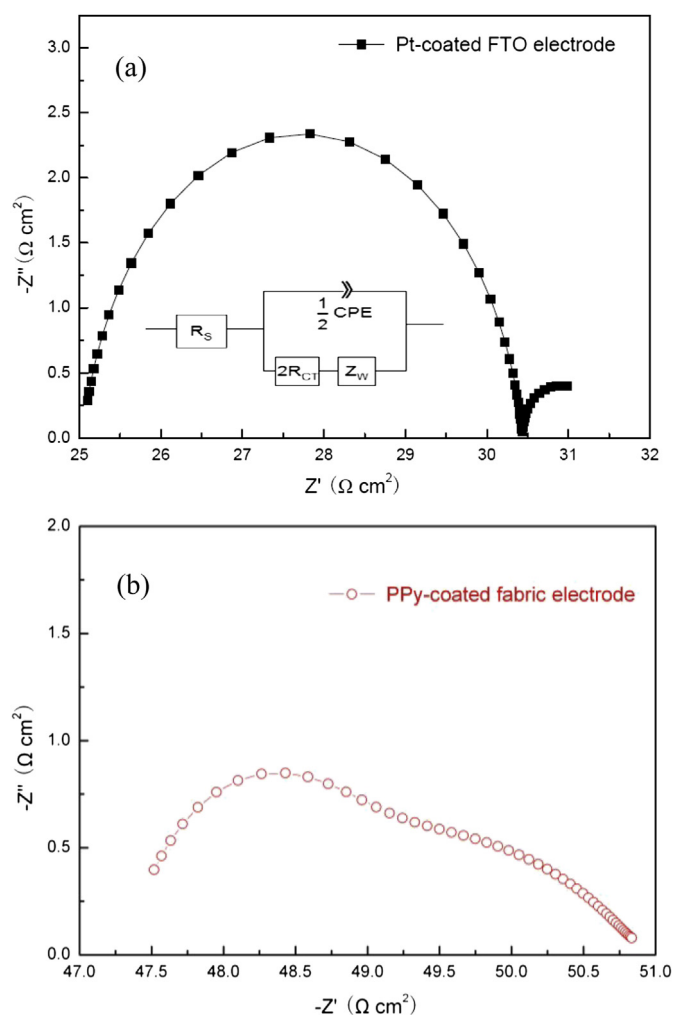 (a)
Pt-coated FTO electrode
3.0
2.5
2.0
1.5
1.0
0.5
0.0
-Z" (Ω cm²)
1/2 CPE
R_S
2R_CT Z_W
25 26 27 28 29 30 31 32
Z' (Ω cm²)
(b)
PPy-coated fabric electrode
2.0
1.5
1.0
0.5
0.0
-Z" (Ω cm²)
47.0 47.5 48.0 48.5 49.0 49.5 50.0 50.5 51.0
-Z' (Ω cm²)